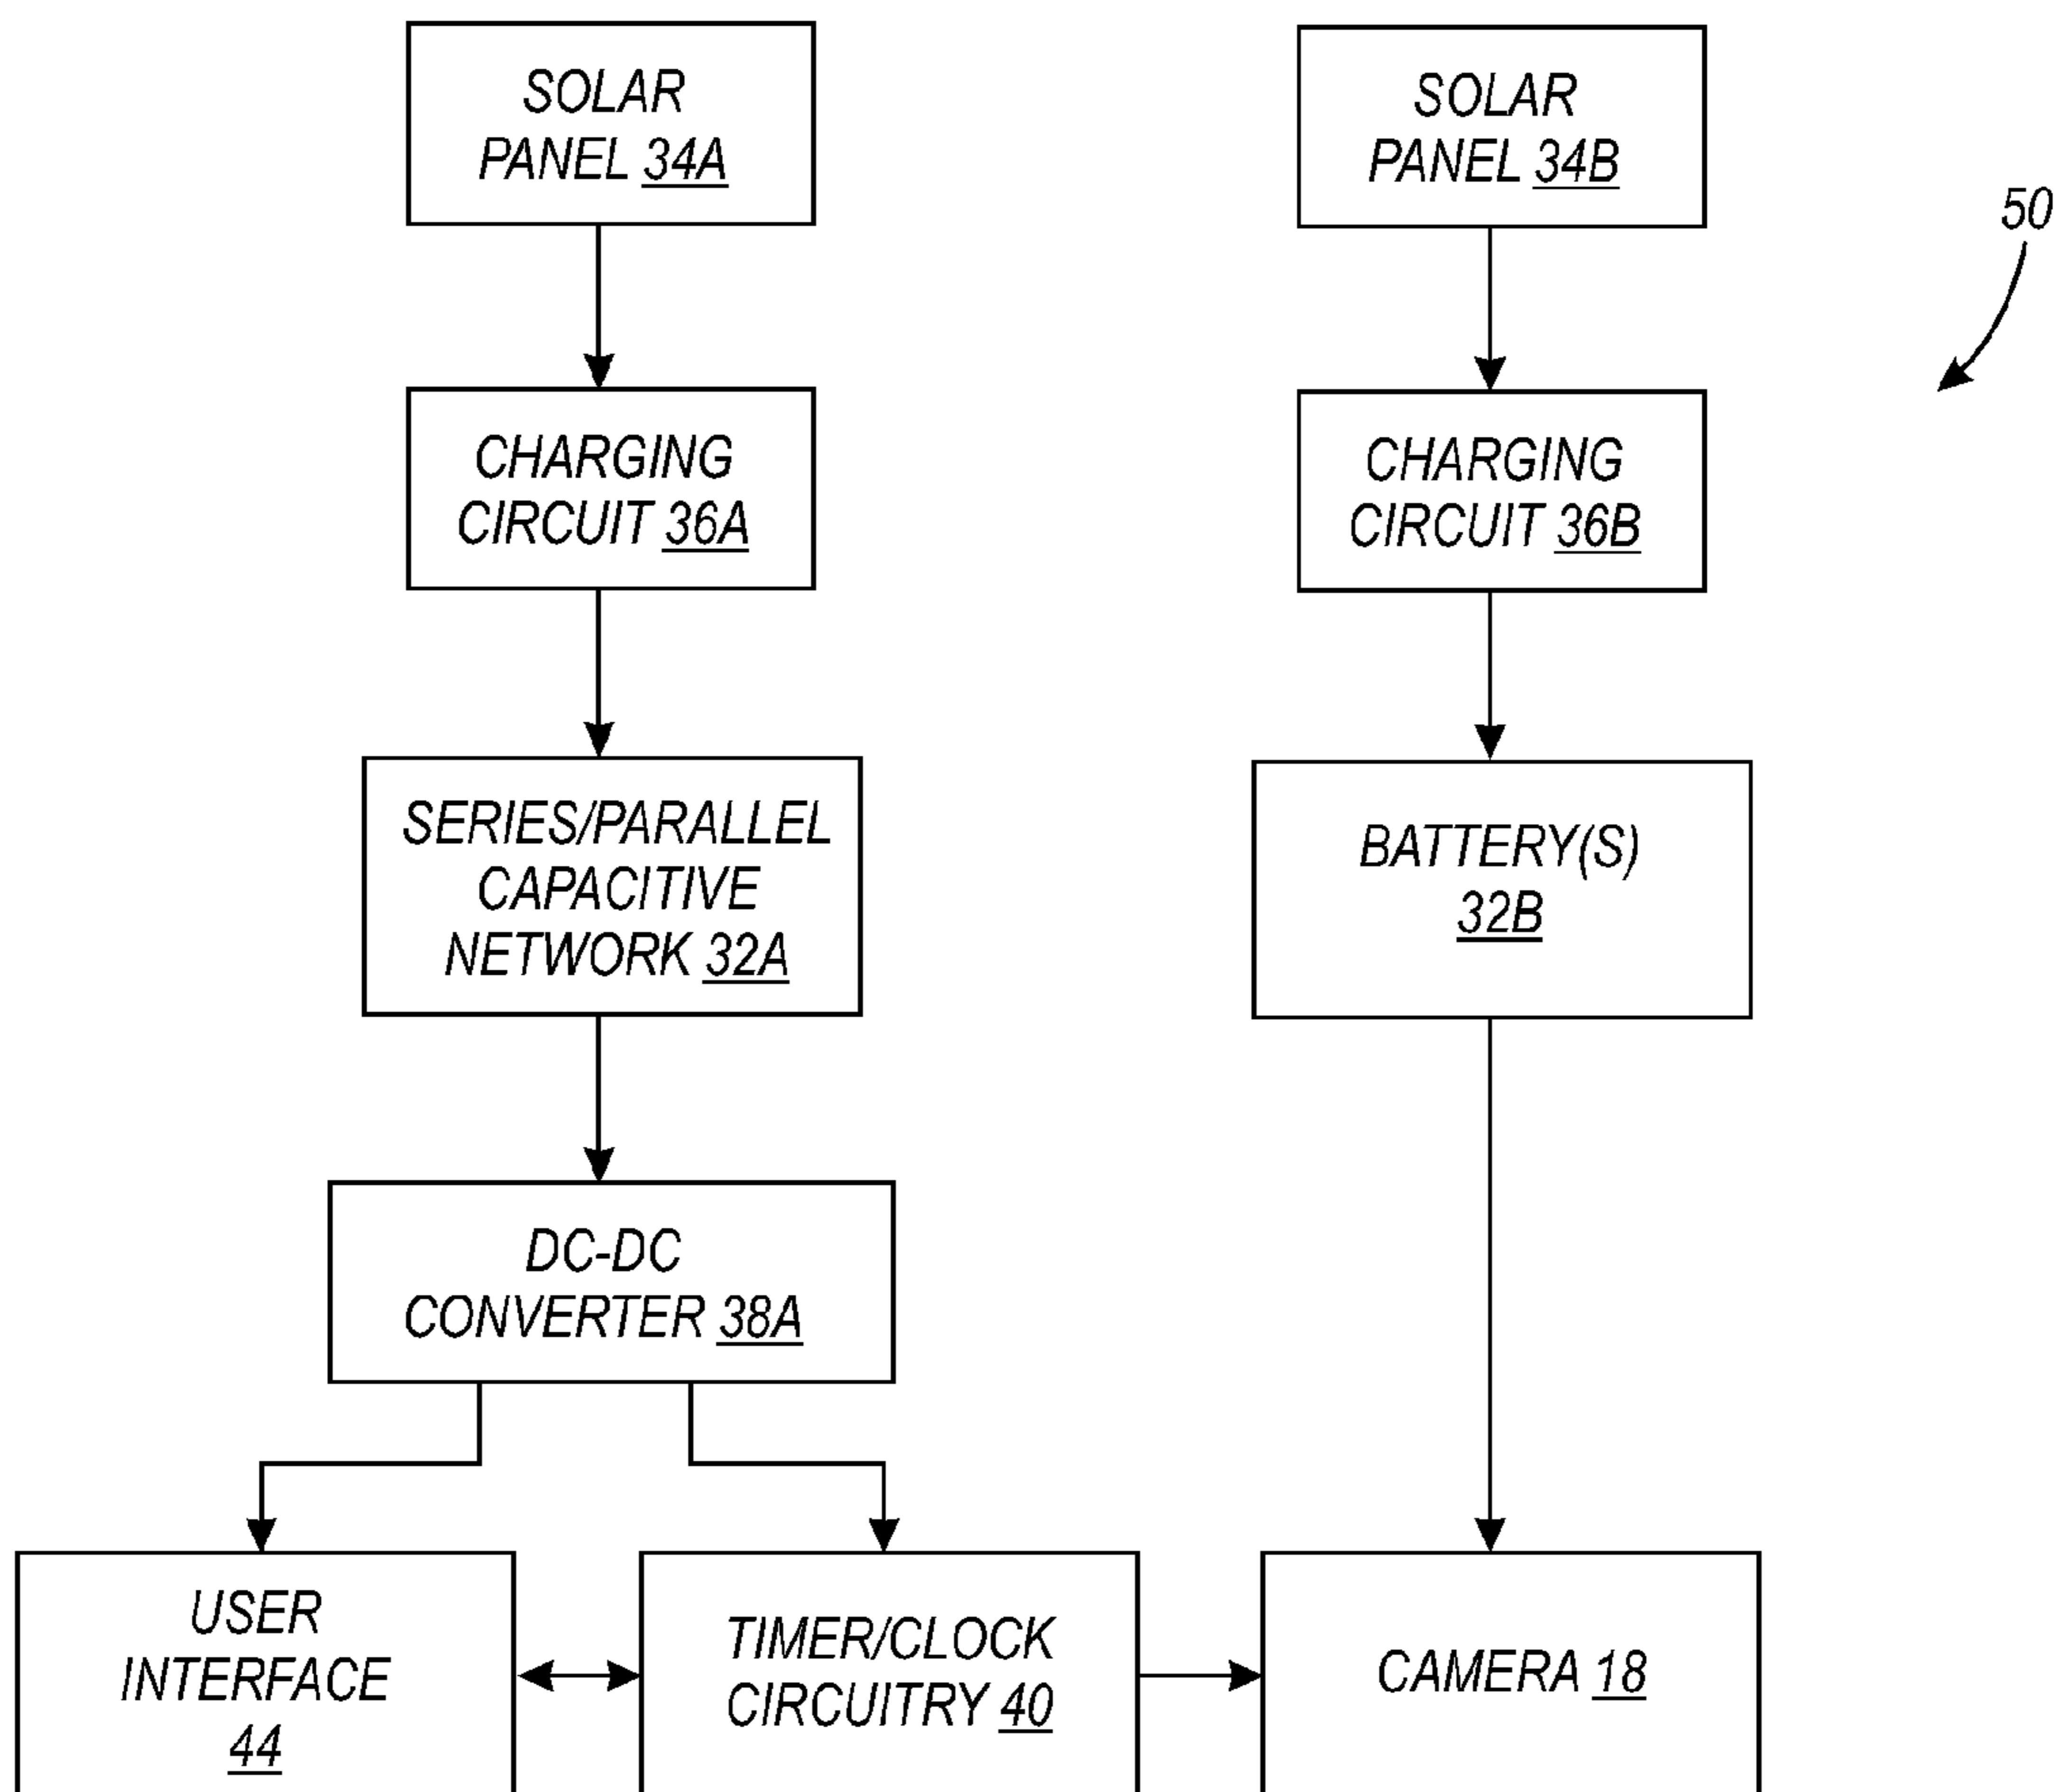 SOLAR
PANEL 34A
SOLAR
PANEL 34B
50
CHARGING
CIRCUIT 36A
CHARGING
CIRCUIT 36B
SERIES/PARALLEL
CAPACITIVE
NETWORK 32A
BATTERY(S)
32B
DC-DC
CONVERTER 38A
USER
INTERFACE
44
TIMER/CLOCK
CIRCUITRY 40
CAMERA 18